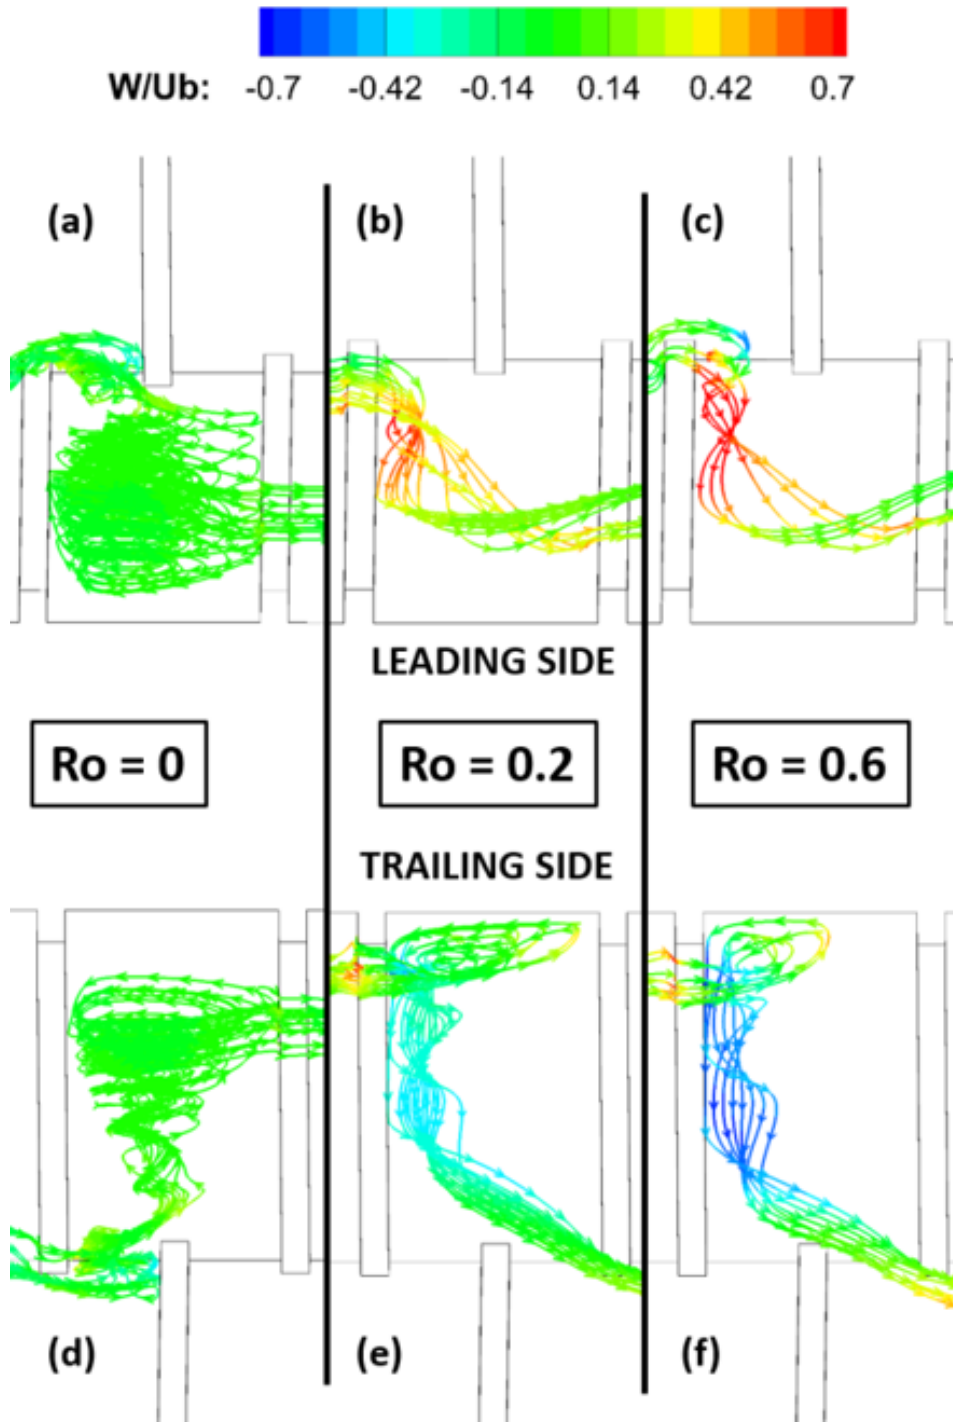 W/Ub: -0.7 -0.42 -0.14 0.14 0.42 0.7
(a) (b) (c)
LEADING SIDE
Ro = 0 Ro = 0.2 Ro = 0.6
TRAILING SIDE
(d) (e) (f)